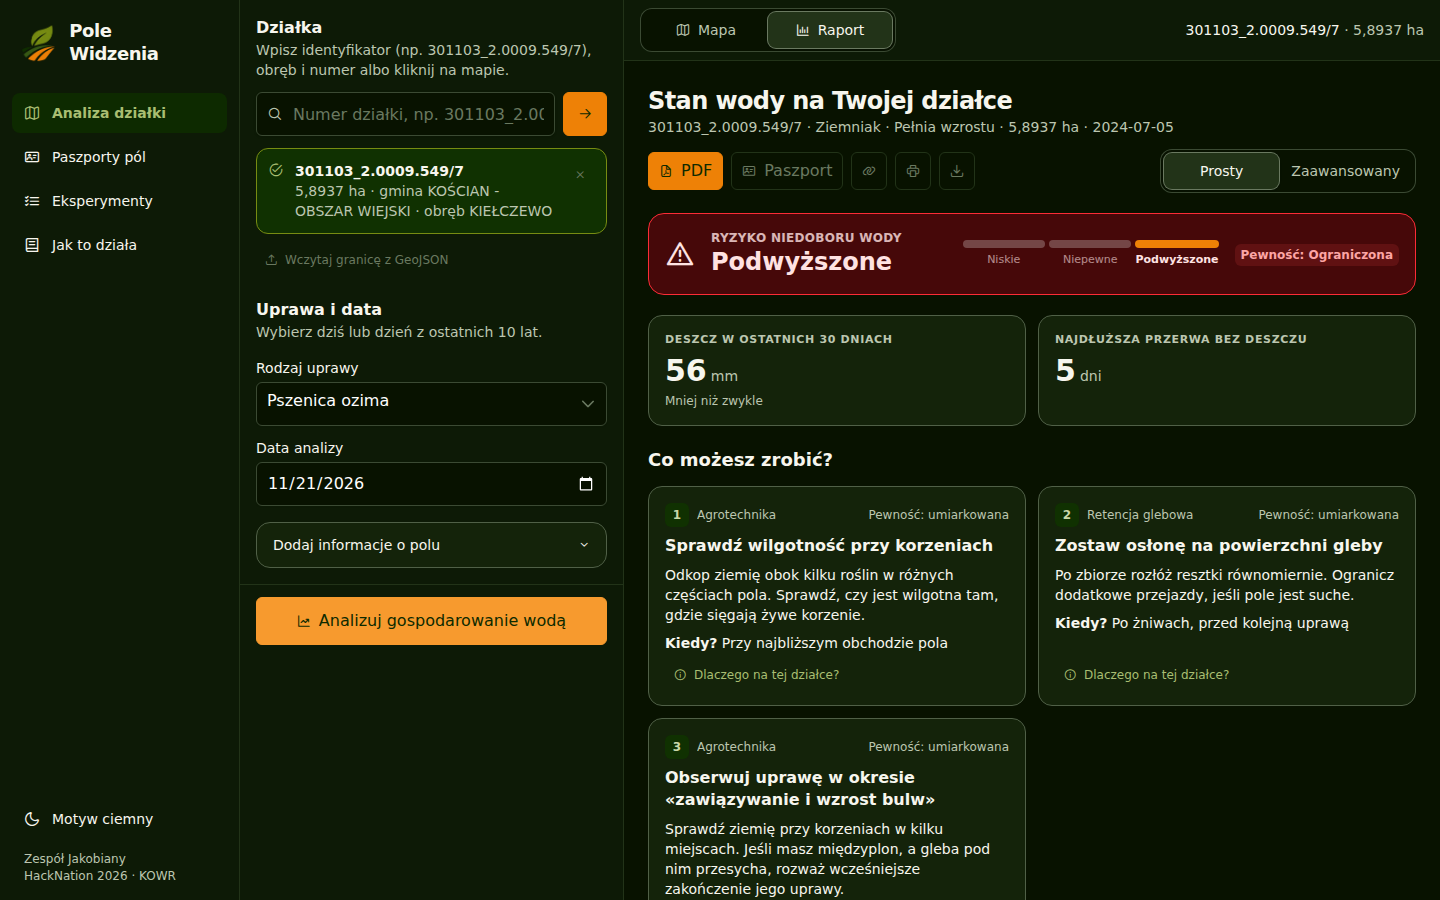 Pole
Widzenia
Analiza działki
Paszporty pól
Eksperymenty
Jak to działa
Motyw ciemny
Zespół Jakobiany
HackNation 2026 · KOWR
Działka
Wpisz identyfikator (np. 301103_2.0009.549/7),
obręb i numer albo kliknij na mapie.
Numer działki, np. 301103_2.00
301103_2.0009.549/7
5,8937 ha · gmina KOŚCIAN -
OBSZAR WIEJSKI · obręb KIEŁCZEWO
Wczytaj granicę z GeoJSON
Uprawa i data
Wybierz dziś lub dzień z ostatnich 10 lat.
Rodzaj uprawy
Pszenica ozima
Data analizy
11/21/2026
Dodaj informacje o polu
Analizuj gospodarowanie wodą
Mapa
Raport
301103_2.0009.549/7 · 5,8937 ha
Stan wody na Twojej działce
301103_2.0009.549/7 · Ziemniak · Pełnia wzrostu · 5,8937 ha · 2024-07-05
PDF
Paszport
Prosty
Zaawansowany
RYZYKO NIEDOBORU WODY
Podwyższone
Niskie
Niepewne
Podwyższone
Pewność: Ograniczona
DESZCZ W OSTATNICH 30 DNIACH
56 mm
Mniej niż zwykle
NAJDŁUŻSZA PRZERWA BEZ DESZCZU
5 dni
Co możesz zrobić?
1 Agrotechnika Pewność: umiarkowana
Sprawdź wilgotność przy korzeniach
Odkop ziemię obok kilku roślin w różnych
częściach pola. Sprawdź, czy jest wilgotna tam,
gdzie sięgają żywe korzenie.
Kiedy? Przy najbliższym obchodzie pola
Dlaczego na tej działce?
2 Retencja glebowa Pewność: umiarkowana
Zostaw osłonę na powierzchni gleby
Po zbiorze rozłóż resztki równomiernie. Ogranicz
dodatkowe przejazdy, jeśli pole jest suche.
Kiedy? Po żniwach, przed kolejną uprawą
Dlaczego na tej działce?
3 Agrotechnika Pewność: umiarkowana
Obserwuj uprawę w okresie
«zawiązywanie i wzrost bulw»
Sprawdź ziemię przy korzeniach w kilku
miejscach. Jeśli masz międzyplon, a gleba pod
nim przesycha, rozważ wcześniejsze
zakończenie jego uprawy.